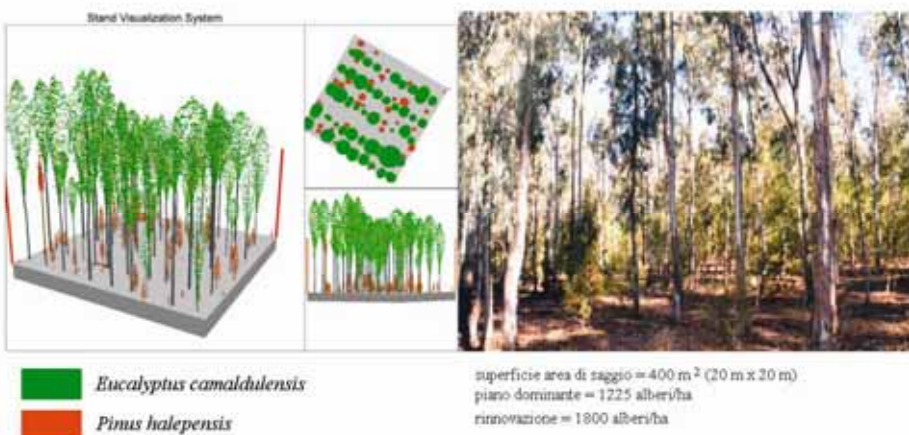 Stand Visualization System
Eucalyptus camaldulensis
Pinus halepensis
superficie area di saggio = 400 m² (20 m x 20 m)
piano dominante = 1225 alberi/ha
rinnovazione = 1800 alberi/ha